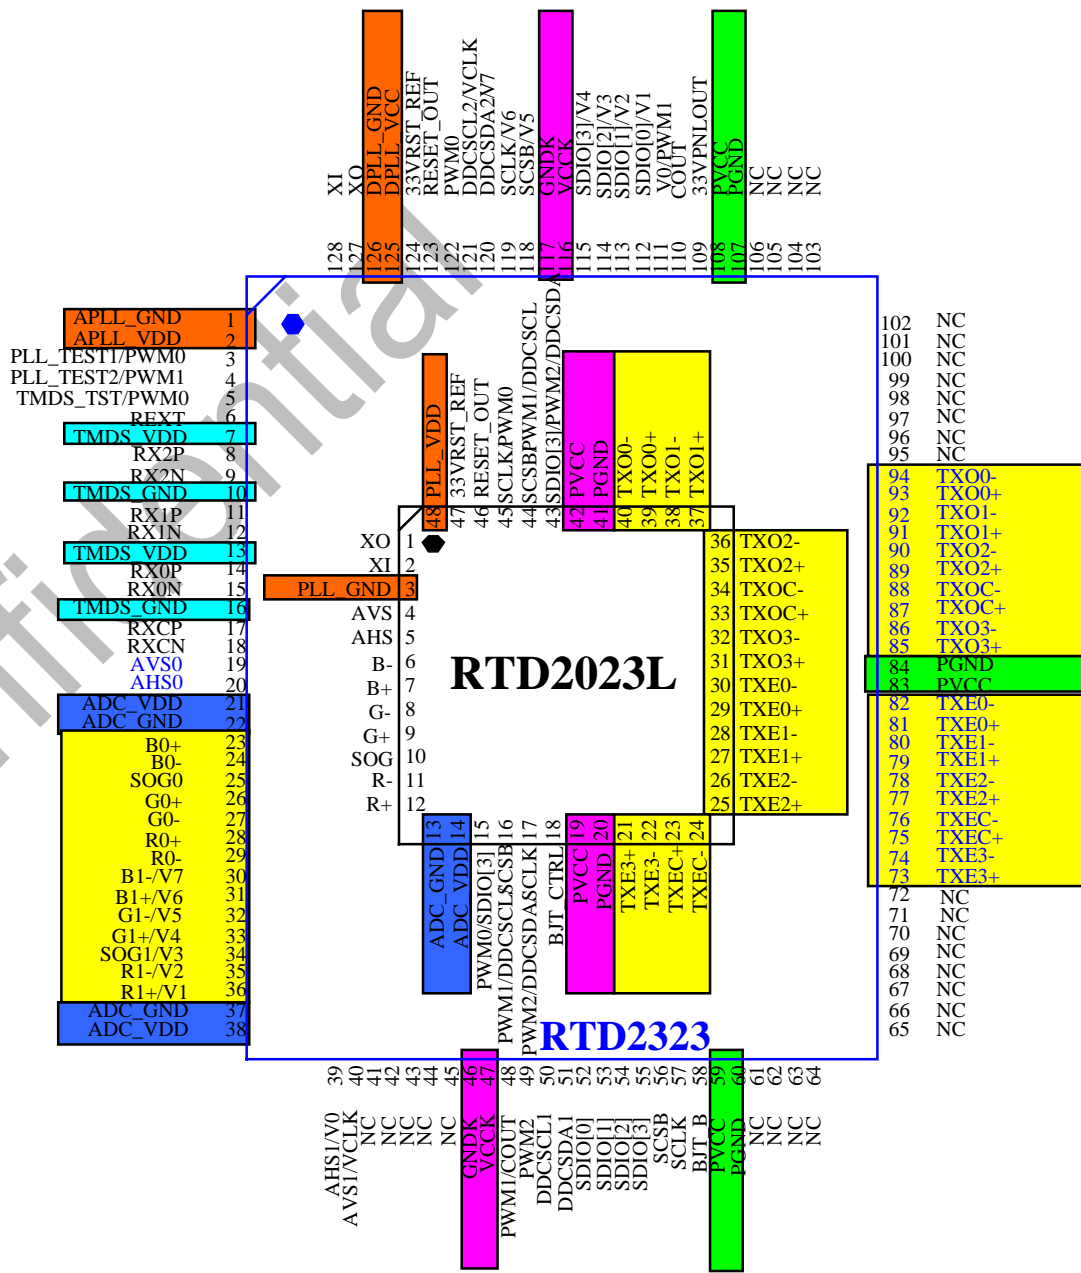 XI
XO
DPLL_GND
DPLL_VCC
33VRST_REF
RESET_OUT
PWM0
DDCSCL2/VCLK
DDCSDA2/V7
SCLK/V6
SCSB/V5
GNDK
VCCK
SDIO[3]/V4
SDIO[2]/V3
SDIO[1]/V2
SDIO[0]/V1
V0/PWM1
COUT
33VPNLOUT
PVCC
PGND
NC
NC
NC
NC
128
127
126
125
124
123
122
121
120
119
118
117
116
115
114
113
112
111
110
109
108
107
106
105
104
103
APLL_GND 1
APLL_VDD 2
PLL_TEST1/PWM0 3
PLL_TEST2/PWM1 4
TMDS_TST/PWM0 5
REXT 6
TMDS_VDD 7
RX2P 8
RX2N 9
TMDS_GND 10
RX1P 11
RX1N 12
TMDS_VDD 13
RX0P 14
RX0N 15
TMDS_GND 16
RXCP 17
RXCN 18
AVS0 19
AHS0 20
ADC_VDD 21
ADC_GND 22
B0+ 23
B0- 24
SOG0 25
G0+ 26
G0- 27
R0+ 28
R0- 29
B1-/V7 30
B1+/V6 31
G1-/V5 32
G1+/V4 33
SOG1/V3 34
R1-/V2 35
R1+/V1 36
ADC_GND 37
ADC_VDD 38
48 PLL_VDD
47 33VRST_REF
46 RESET_OUT
45 SCLK/PWM0
44 SCSBPWM1/DDCSCL
43 SDIO[3]/PWM2/DDCSDA
42 PVCC
41 PGND
40 TXO0-
39 TXO0+
38 TXO1-
37 TXO1+
XO 1
XI 2
PLL_GND 3
AVS 4
AHS 5
B- 6
B+ 7
G- 8
G+ 9
SOG 10
R- 11
R+ 12
RTD2023L
36 TXO2-
35 TXO2+
34 TXOC-
33 TXOC+
32 TXO3-
31 TXO3+
30 TXE0-
29 TXE0+
28 TXE1-
27 TXE1+
26 TXE2-
25 TXE2+
ADC_GND 13
ADC_VDD 14
PWM0/SDIO[3] 15
PWM1/DDCSCLSCSB 16
PWM2/DDCSDASCLK 17
BJT_CTRL 18
PVCC 19
PGND 20
TXE3+ 21
TXE3- 22
TXEC+ 23
TXEC- 24
RTD2323
102 NC
101 NC
100 NC
99 NC
98 NC
97 NC
96 NC
95 NC
94 TXO0-
93 TXO0+
92 TXO1-
91 TXO1+
90 TXO2-
89 TXO2+
88 TXOC-
87 TXOC+
86 TXO3-
85 TXO3+
84 PGND
83 PVCC
82 TXE0-
81 TXE0+
80 TXE1-
79 TXE1+
78 TXE2-
77 TXE2+
76 TXEC-
75 TXEC+
74 TXE3-
73 TXE3+
72 NC
71 NC
70 NC
69 NC
68 NC
67 NC
66 NC
65 NC
39
40
41
42
43
44
45
46
47
48
49
50
51
52
53
54
55
56
57
58
59
60
61
62
63
64
AHS1/V0
AVS1/VCLK
NC
NC
NC
NC
NC
GNDK
VCCK
PWM1/COUT
PWM2
DDCSCL1
DDCSDA1
SDIO[0]
SDIO[1]
SDIO[2]
SDIO[3]
SCSB
SCLK
BJT_B
PVCC
PGND
NC
NC
NC
NC
fidential